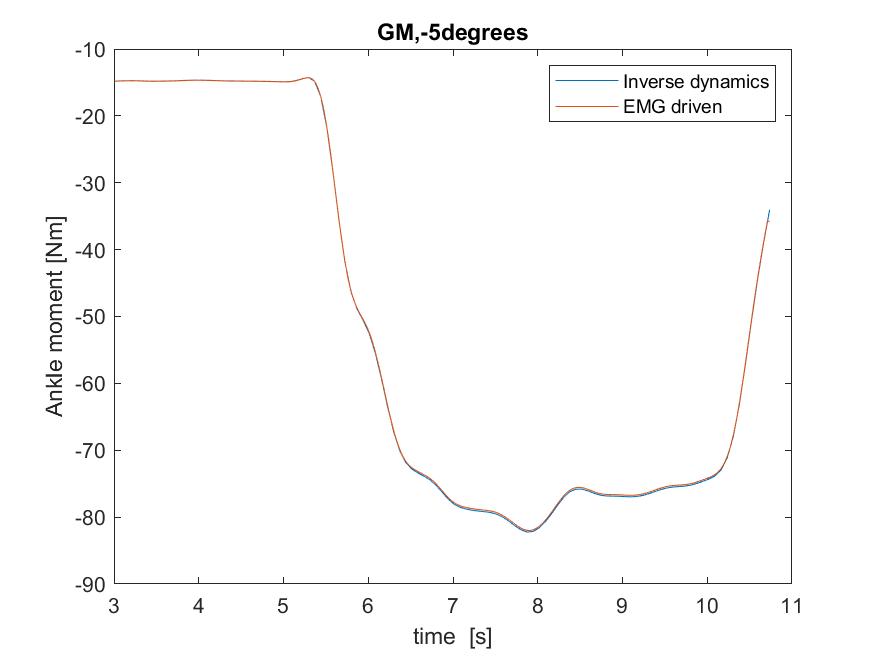 GM,-5degrees
Inverse dynamics
EMG driven
Ankle moment [Nm]
-10
-20
-30
-40
-50
-60
-70
-80
-90
3 4 5 6 7 8 9 10 11
time [s]